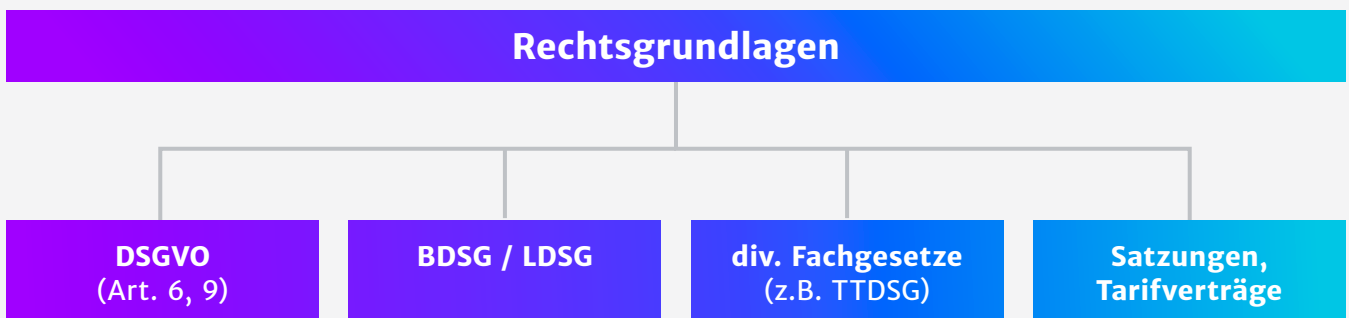 Rechtsgrundlagen
DSGVO
(Art. 6, 9)
BDSG / LDSG
div. Fachgesetze
(z.B. TTDSG)
Satzungen,
Tarifverträge